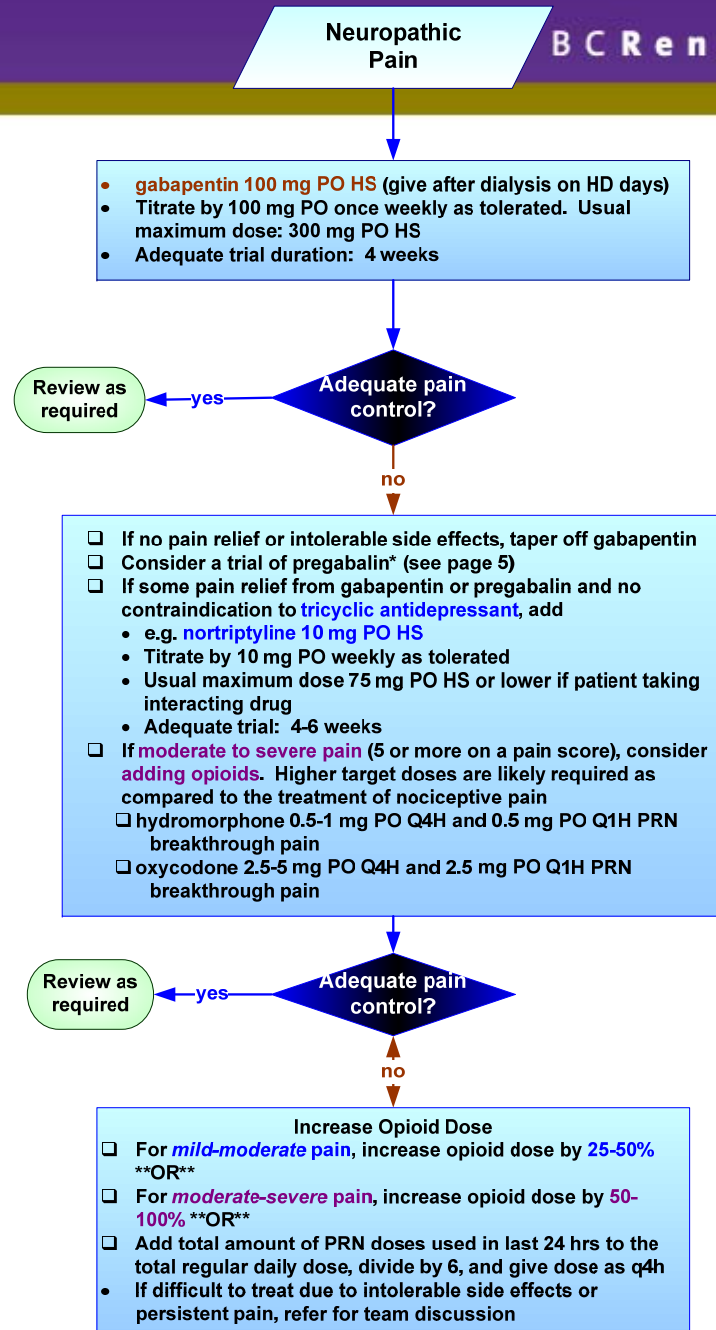 Neuropathic
Pain
BCRen
• gabapentin 100 mg PO HS (give after dialysis on HD days)
• Titrate by 100 mg PO once weekly as tolerated.  Usual
maximum dose: 300 mg PO HS
• Adequate trial duration:  4 weeks
Adequate pain
control?
yes
Review as
required
no
❑ If no pain relief or intolerable side effects, taper off gabapentin
❑ Consider a trial of pregabalin* (see page 5)
❑ If some pain relief from gabapentin or pregabalin and no
contraindication to tricyclic antidepressant, add
• e.g. nortriptyline 10 mg PO HS
• Titrate by 10 mg PO weekly as tolerated
• Usual maximum dose 75 mg PO HS or lower if patient taking
interacting drug
• Adequate trial:  4-6 weeks
❑ If moderate to severe pain (5 or more on a pain score), consider
adding opioids.  Higher target doses are likely required as
compared to the treatment of nociceptive pain
❑ hydromorphone 0.5-1 mg PO Q4H and 0.5 mg PO Q1H PRN
breakthrough pain
❑ oxycodone 2.5-5 mg PO Q4H and 2.5 mg PO Q1H PRN
breakthrough pain
Adequate pain
control?
yes
Review as
required
no
Increase Opioid Dose
❑ For mild-moderate pain, increase opioid dose by 25-50%
**OR**
❑ For moderate-severe pain, increase opioid dose by 50-
100% **OR**
❑ Add total amount of PRN doses used in last 24 hrs to the
total regular daily dose, divide by 6, and give dose as q4h
• If difficult to treat due to intolerable side effects or
persistent pain, refer for team discussion